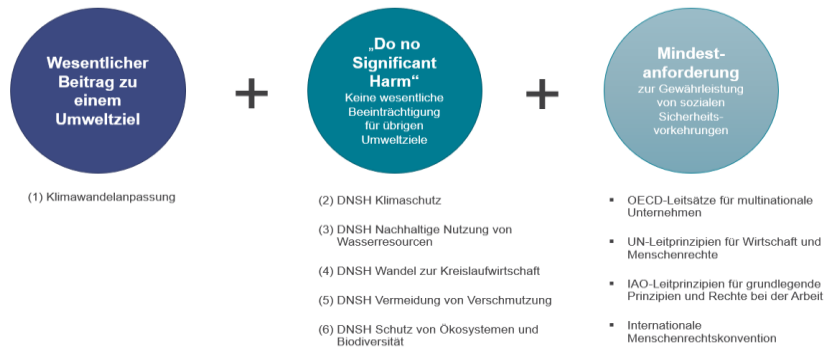 Wesentlicher
Beitrag zu
einem
Umweltziel
+
„Do no
Significant
Harm“
Keine wesentliche
Beeinträchtigung
für übrigen
Umweltziele
+
Mindest-
anforderung
zur Gewährleistung
von sozialen
Sicherheits-
vorkehrungen
(1) Klimawandelanpassung
(2) DNSH Klimaschutz
(3) DNSH Nachhaltige Nutzung von
Wasserresourcen
(4) DNSH Wandel zur Kreislaufwirtschaft
(5) DNSH Vermeidung von Verschmutzung
(6) DNSH Schutz von Ökosystemen und
Biodiversität
▪ OECD-Leitsätze für multinationale
Unternehmen
▪ UN-Leitprinzipien für Wirtschaft und
Menschenrechte
▪ IAO-Leitprinzipien für grundlegende
Prinzipien und Rechte bei der Arbeit
▪ Internationale
Menschenrechtskonvention